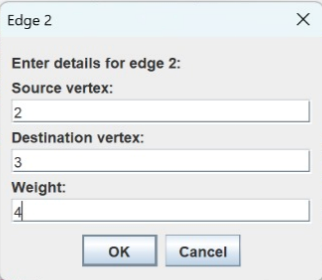 Edge 2
Enter details for edge 2:
Source vertex:
2
Destination vertex:
3
Weight:
4
OK Cancel